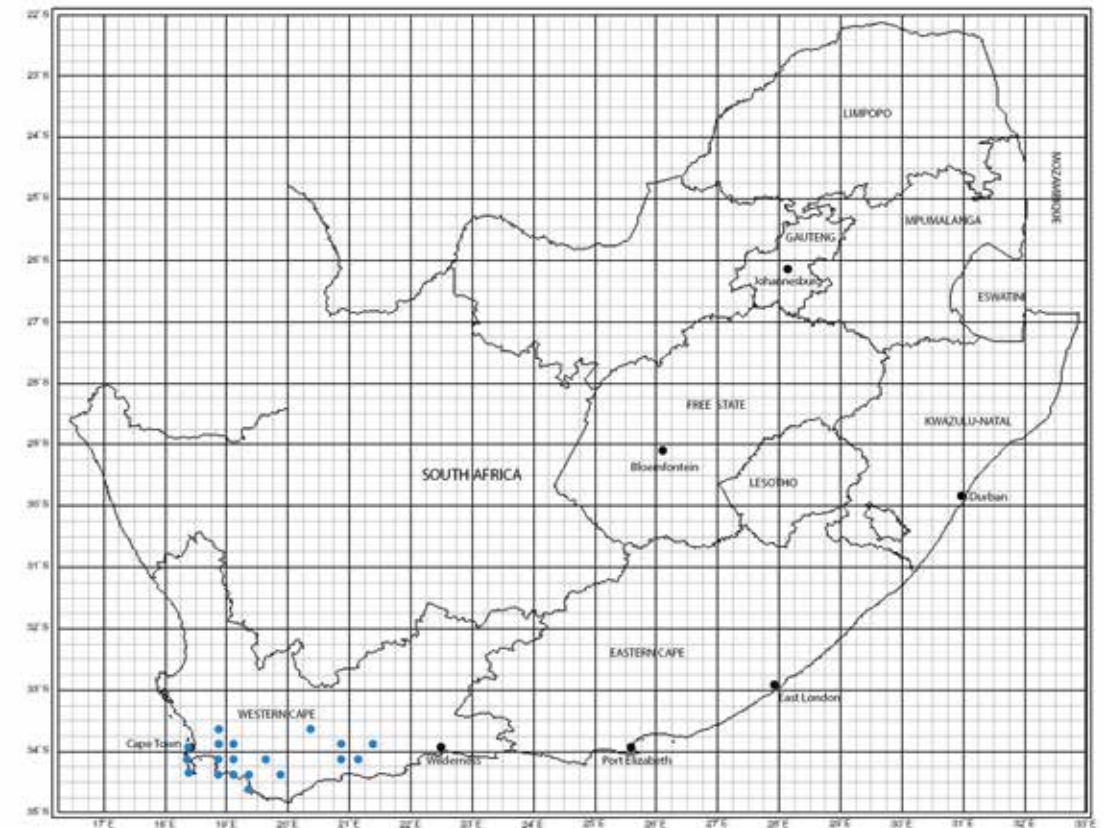 22°S
23°S
24°S
25°S
26°S
27°S
28°S
29°S
30°S
31°S
32°S
33°S
34°S
35°S
LIMPOPO
MOZAMBIQUE
MPUMALANGA
GAUTENG
Johannesburg
ESWATINI
FREE STATE
KWAZULU-NATAL
SOUTH AFRICA
Bloemfontein
LESOTHO
Durban
EASTERN CAPE
East London
WESTERN CAPE
Cape Town
Wilderness
Port Elizabeth
17°E 18°E 19°E 20°E 21°E 22°E 23°E 24°E 25°E 26°E 27°E 28°E 29°E 30°E 31°E 32°E 33°E